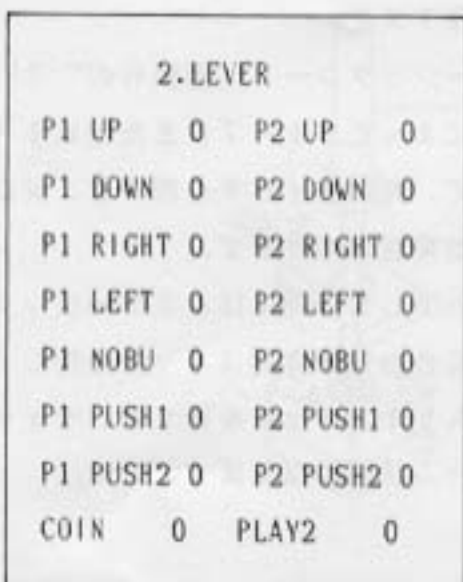 2.LEVER
P1 UP 0 P2 UP 0
P1 DOWN 0 P2 DOWN 0
P1 RIGHT 0 P2 RIGHT 0
P1 LEFT 0 P2 LEFT 0
P1 NOBU 0 P2 NOBU 0
P1 PUSH1 0 P2 PUSH1 0
P1 PUSH2 0 P2 PUSH2 0
COIN 0 PLAY2 0